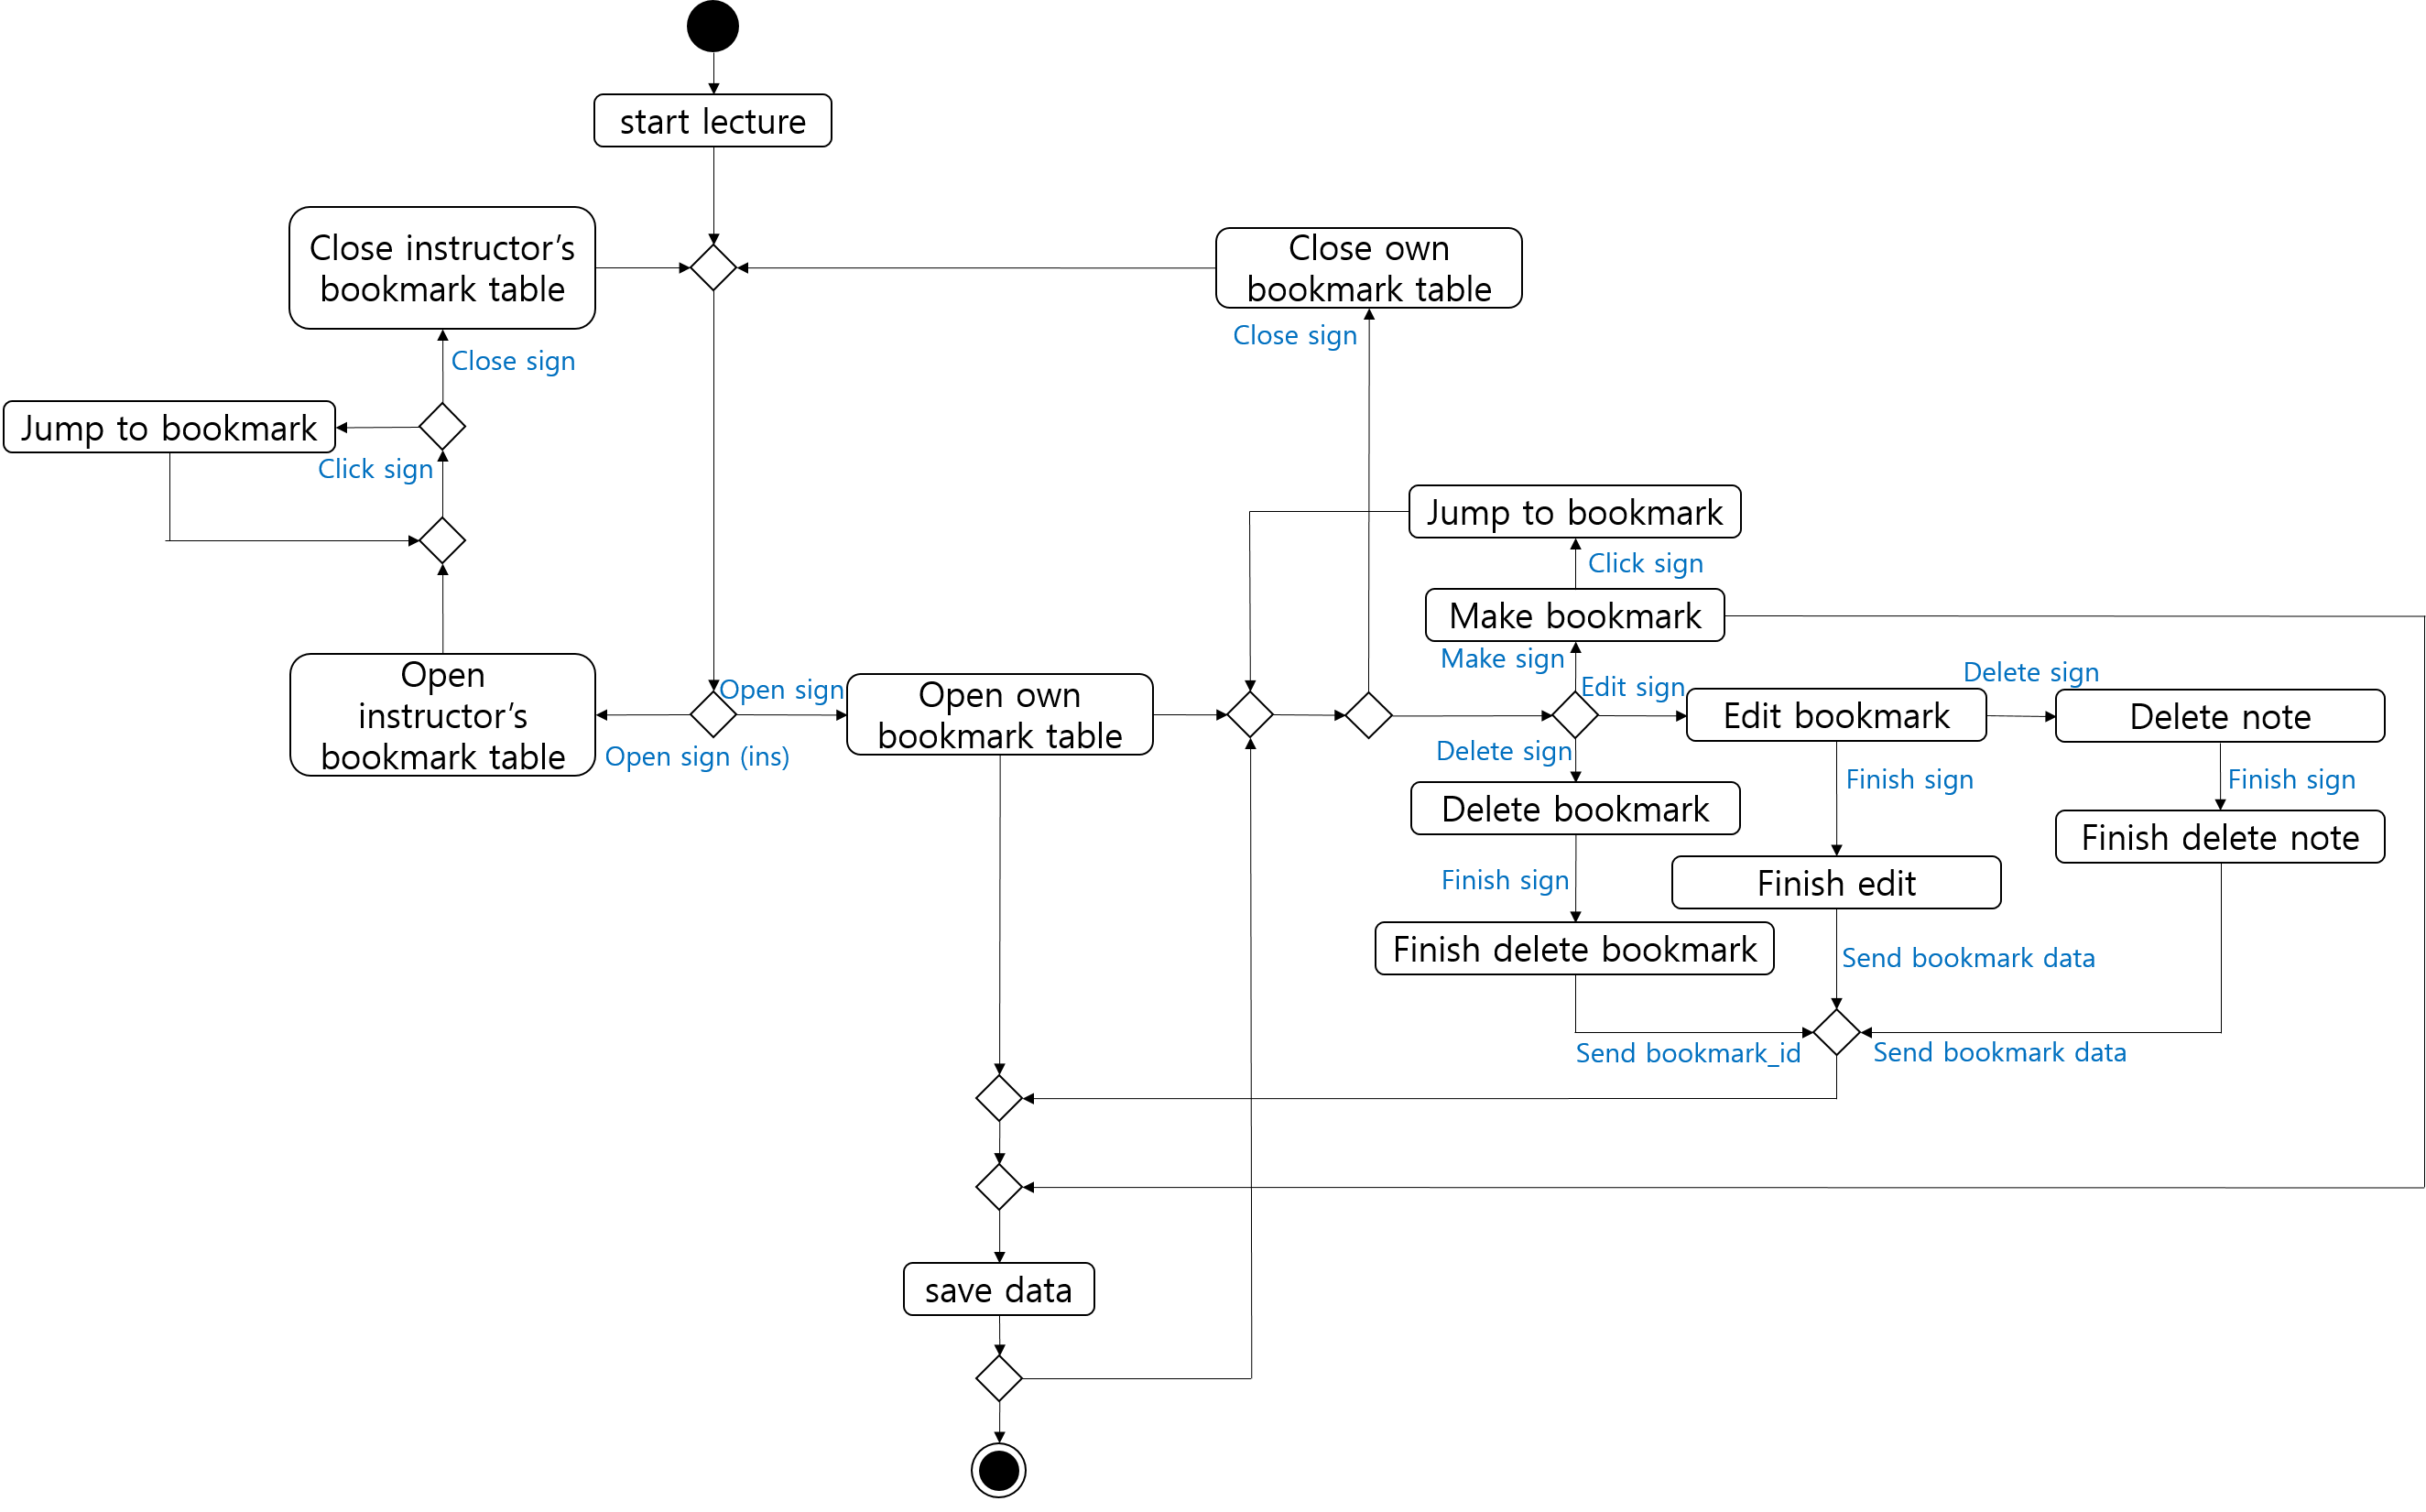 start lecture
Close instructor’s
bookmark table
Close own
bookmark table
Close sign
Close sign
Jump to bookmark
Click sign
Jump to bookmark
Click sign
Make bookmark
Make sign
Open
instructor’s
bookmark table
Open sign
Open sign (ins)
Open own
bookmark table
Edit sign
Edit bookmark
Delete sign
Delete note
Delete sign
Delete bookmark
Finish sign
Finish sign
Finish delete note
Finish sign
Finish edit
Finish delete bookmark
Send bookmark data
Send bookmark_id
Send bookmark data
save data